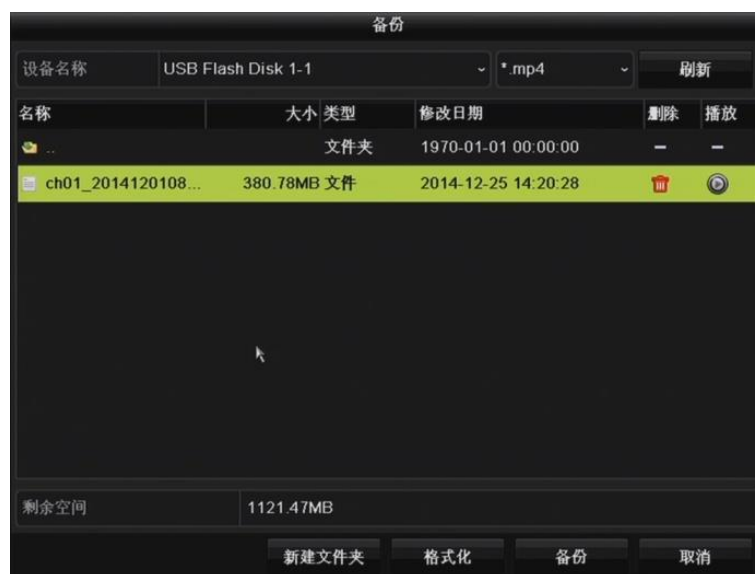 备份
设备名称 USB Flash Disk 1-1 *.mp4 刷新
名称 大小 类型 修改日期 删除 播放
.. 文件夹 1970-01-01 00:00:00 – –
ch01_2014120108... 380.78MB 文件 2014-12-25 14:20:28
剩余空间 1121.47MB
新建文件夹 格式化 备份 取消